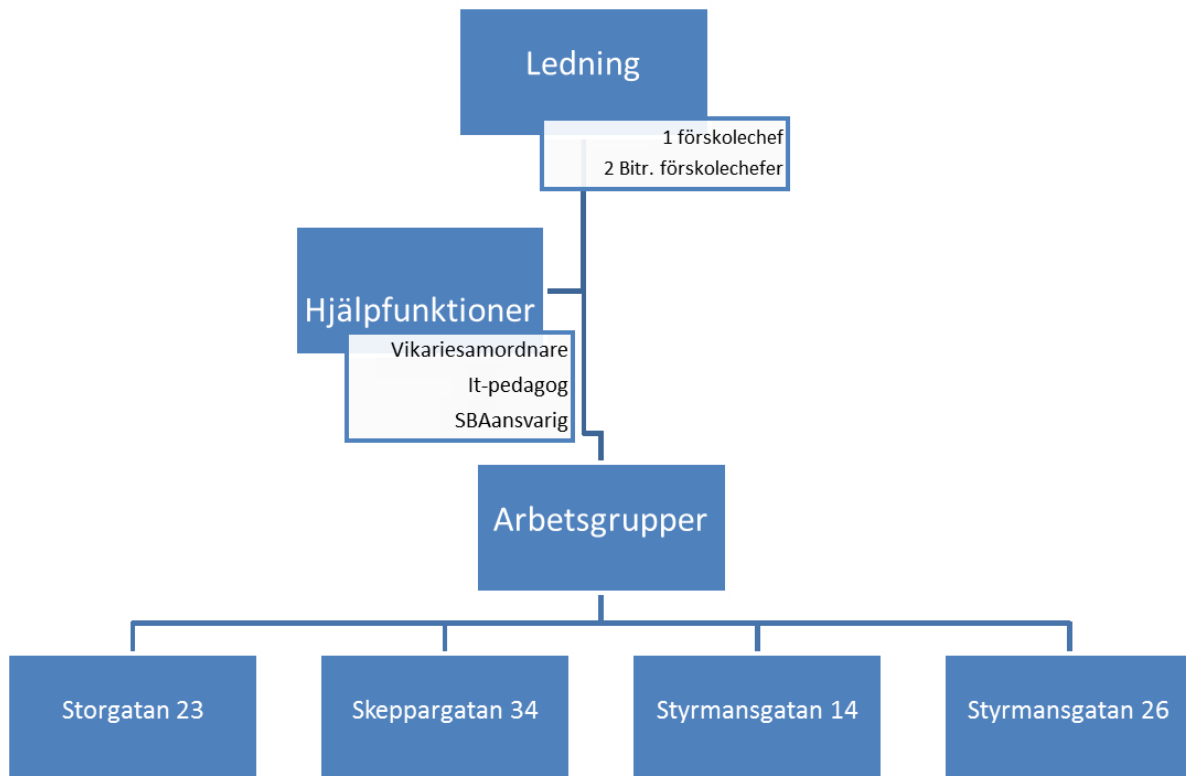 Ledning
1 förskolechef
2 Bitr. förskolechefer
Hjälpfunktioner
Vikariesamordnare
It-pedagog
SBAansvarig
Arbetsgrupper
Storgatan 23
Skeppargatan 34
Styrmansgatan 14
Styrmansgatan 26